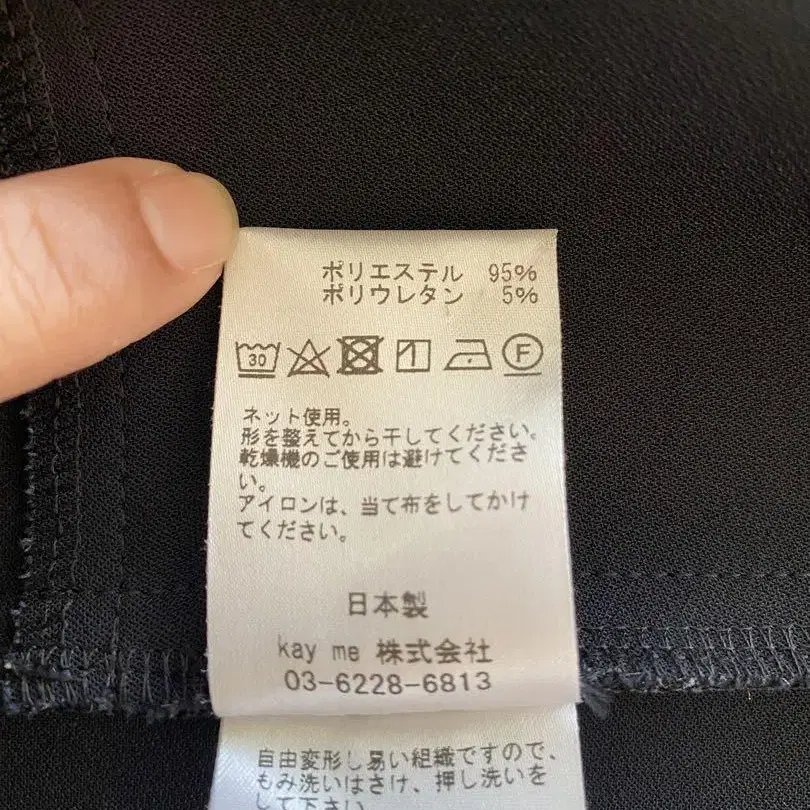 ポリエステル 95%
ポリウレタン 5%
30 F
ネット使用。
形を整えてから干してください。
乾燥機のご使用は避けてくださ
い。
アイロンは、当て布をしてかけ
てください。
日本製
kay me 株式会社
03-6228-6813
自由変形し易い組織ですので、
もみ洗いはさけ、押し洗いを
して下さい